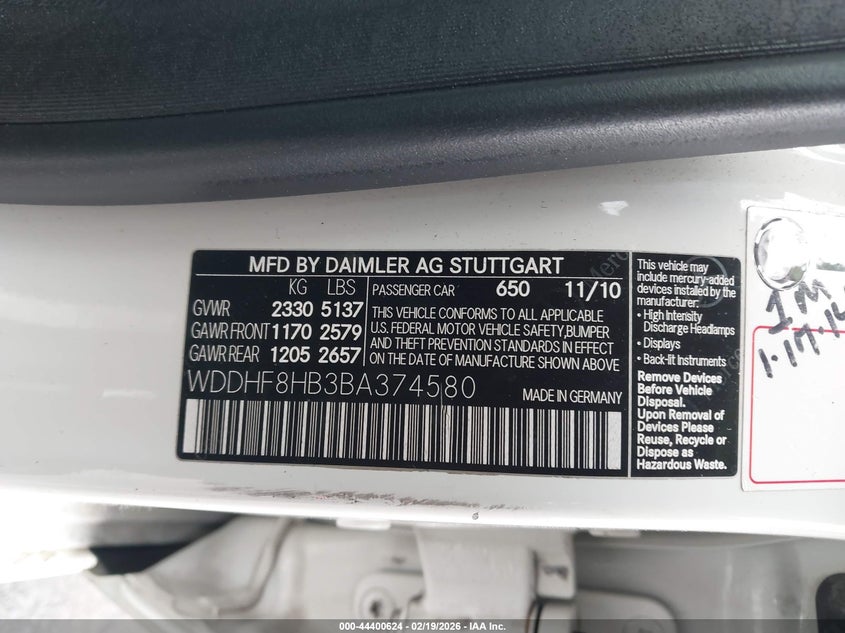 MFD BY DAIMLER AG STUTTGART
KG LBS
GVWR 2330 5137
GAWR FRONT 1170 2579
GAWR REAR 1205 2657
PASSENGER CAR 650 11/10
THIS VEHICLE CONFORMS TO ALL APPLICABLE
U.S. FEDERAL MOTOR VEHICLE SAFETY,BUMPER
AND THEFT PREVENTION STANDARDS IN EFFECT
ON THE DATE OF MANUFACTURE SHOWN ABOVE
WDDHF8HB3BA374580
MADE IN GERMANY
This vehicle may
include mercury-added
devices installed by the
manufacturer:
• High Intensity
Discharge Headlamps
• Displays
• Back-lit Instruments
Remove Devices
Before Vehicle
Disposal.
Upon Removal of
Devices Please
Reuse, Recycle or
Dispose as
Hazardous Waste.
000-44400624 - 02/19/2026 - IAA Inc.